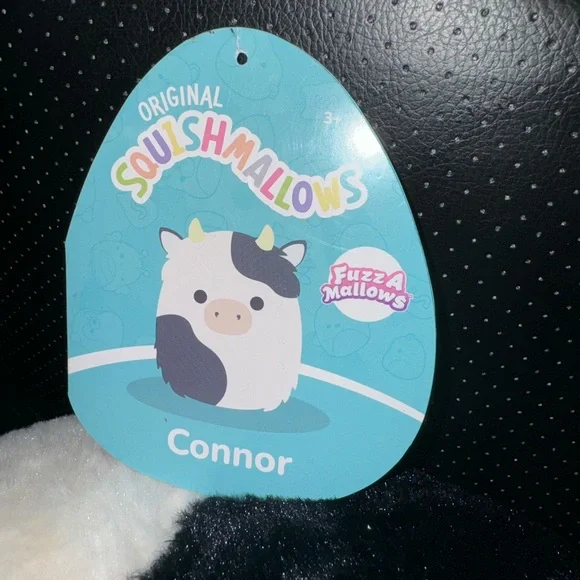 ORIGINAL
SQUISHMALLOWS
3+
FUZZA
MALLOWS
Connor